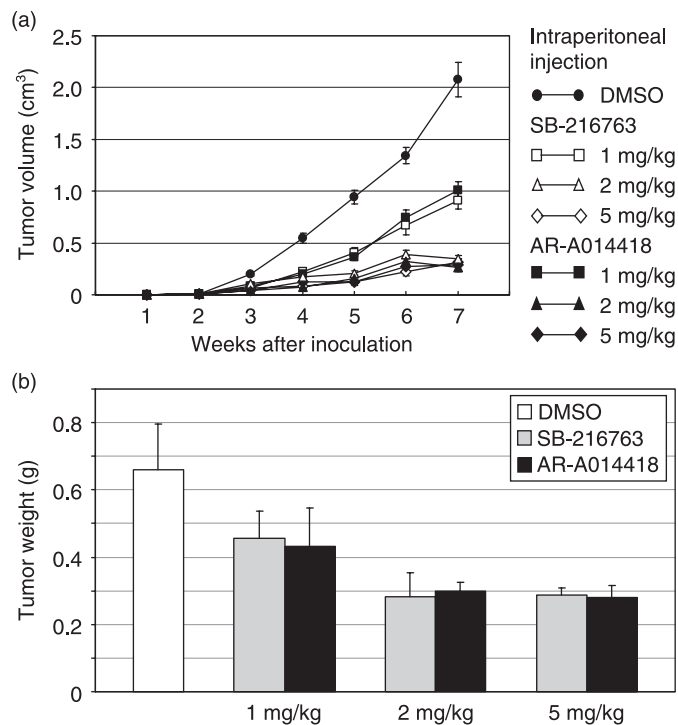 (a)
2.5
2.0
1.5
1.0
0.5
0
Tumor volume (cm³)
1 2 3 4 5 6 7
Weeks after inoculation
Intraperitoneal
injection
DMSO
SB-216763
1 mg/kg
2 mg/kg
5 mg/kg
AR-A014418
1 mg/kg
2 mg/kg
5 mg/kg
(b)
0.8
0.6
0.4
0.2
0
Tumor weight (g)
DMSO
SB-216763
AR-A014418
1 mg/kg 2 mg/kg 5 mg/kg